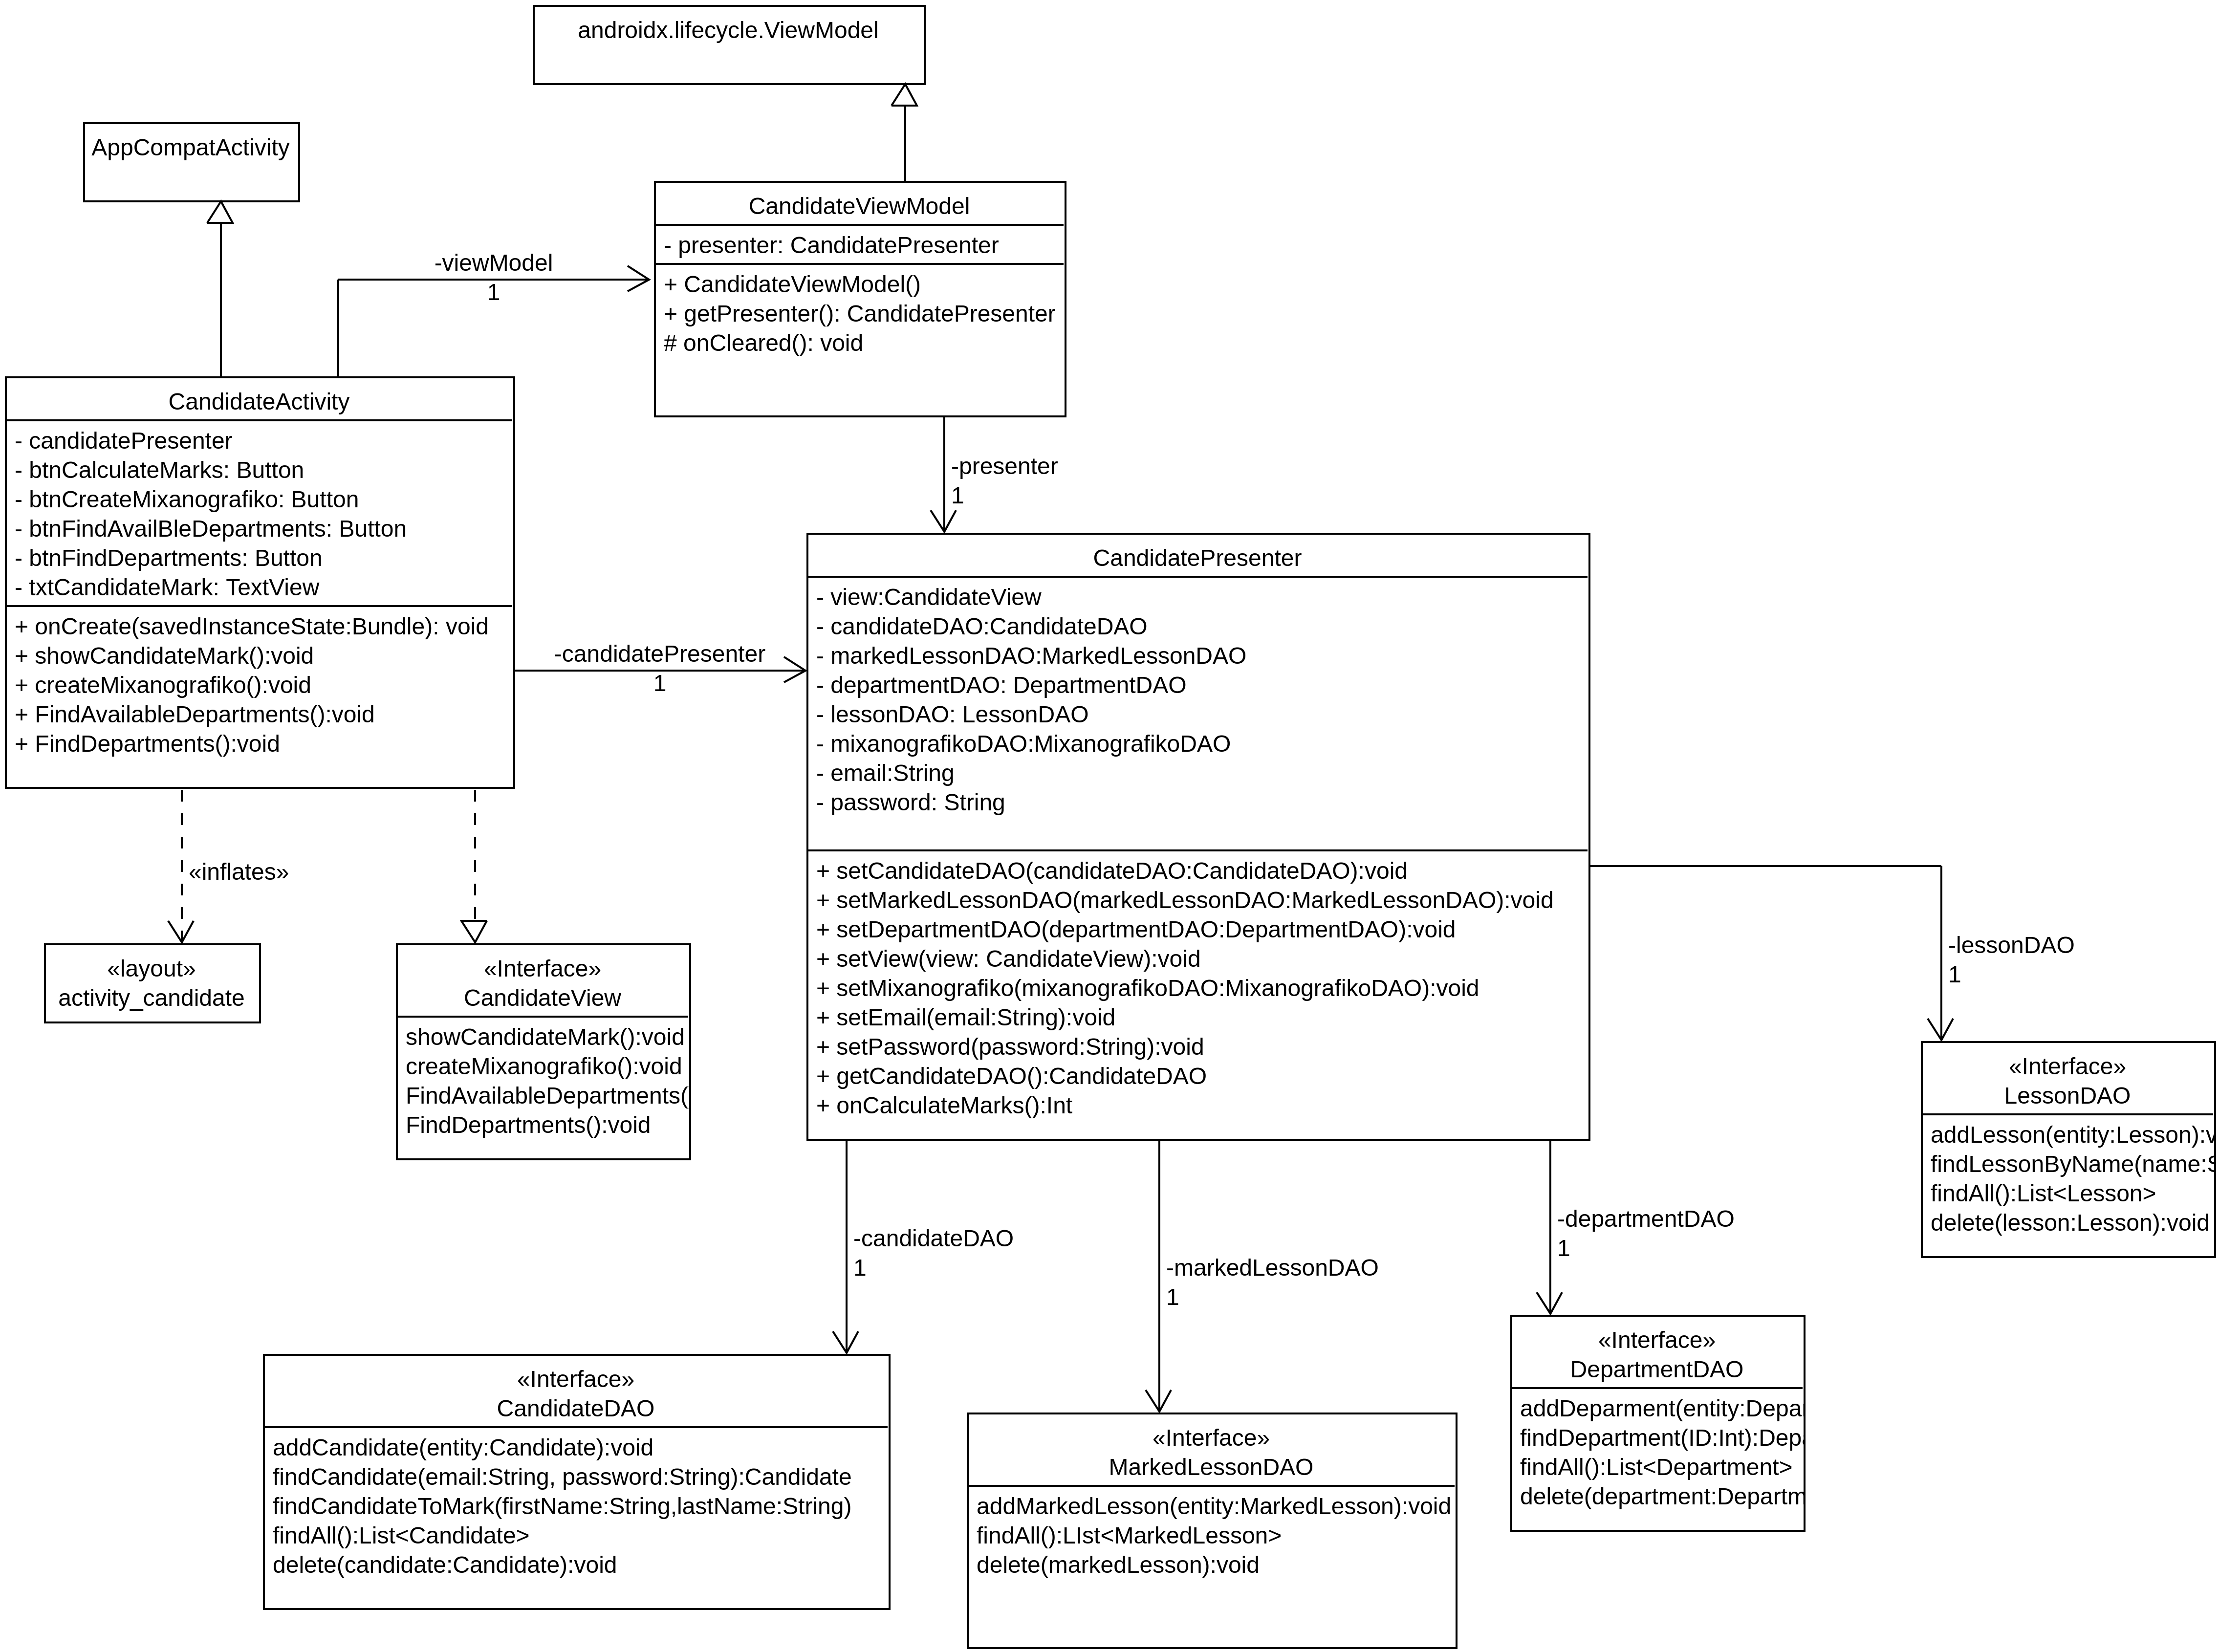 androidx.lifecycle.ViewModel
AppCompatActivity
CandidateViewModel
- presenter: CandidatePresenter
+ CandidateViewModel()
+ getPresenter(): CandidatePresenter
# onCleared(): void
-viewModel
1
CandidateActivity
- candidatePresenter
- btnCalculateMarks: Button
- btnCreateMixanografiko: Button
- btnFindAvailBleDepartments: Button
- btnFindDepartments: Button
- txtCandidateMark: TextView
+ onCreate(savedInstanceState:Bundle): void
+ showCandidateMark():void
+ createMixanografiko():void
+ FindAvailableDepartments():void
+ FindDepartments():void
-presenter
1
-candidatePresenter
1
CandidatePresenter
- view:CandidateView
- candidateDAO:CandidateDAO
- markedLessonDAO:MarkedLessonDAO
- departmentDAO: DepartmentDAO
- lessonDAO: LessonDAO
- mixanografikoDAO:MixanografikoDAO
- email:String
- password: String
+ setCandidateDAO(candidateDAO:CandidateDAO):void
+ setMarkedLessonDAO(markedLessonDAO:MarkedLessonDAO):void
+ setDepartmentDAO(departmentDAO:DepartmentDAO):void
+ setView(view: CandidateView):void
+ setMixanografiko(mixanografikoDAO:MixanografikoDAO):void
+ setEmail(email:String):void
+ setPassword(password:String):void
+ getCandidateDAO():CandidateDAO
+ onCalculateMarks():Int
«inflates»
«layout»
activity_candidate
«Interface»
CandidateView
showCandidateMark():void
createMixanografiko():void
FindAvailableDepartments(
FindDepartments():void
-lessonDAO
1
«Interface»
LessonDAO
addLesson(entity:Lesson):v
findLessonByName(name:S
findAll():List<Lesson>
delete(lesson:Lesson):void
-candidateDAO
1
-markedLessonDAO
1
-departmentDAO
1
«Interface»
CandidateDAO
addCandidate(entity:Candidate):void
findCandidate(email:String, password:String):Candidate
findCandidateToMark(firstName:String,lastName:String)
findAll():List<Candidate>
delete(candidate:Candidate):void
«Interface»
MarkedLessonDAO
addMarkedLesson(entity:MarkedLesson):void
findAll():LIst<MarkedLesson>
delete(markedLesson):void
«Interface»
DepartmentDAO
addDeparment(entity:Depar
findDepartment(ID:Int):Depa
findAll():List<Department>
delete(department:Departm